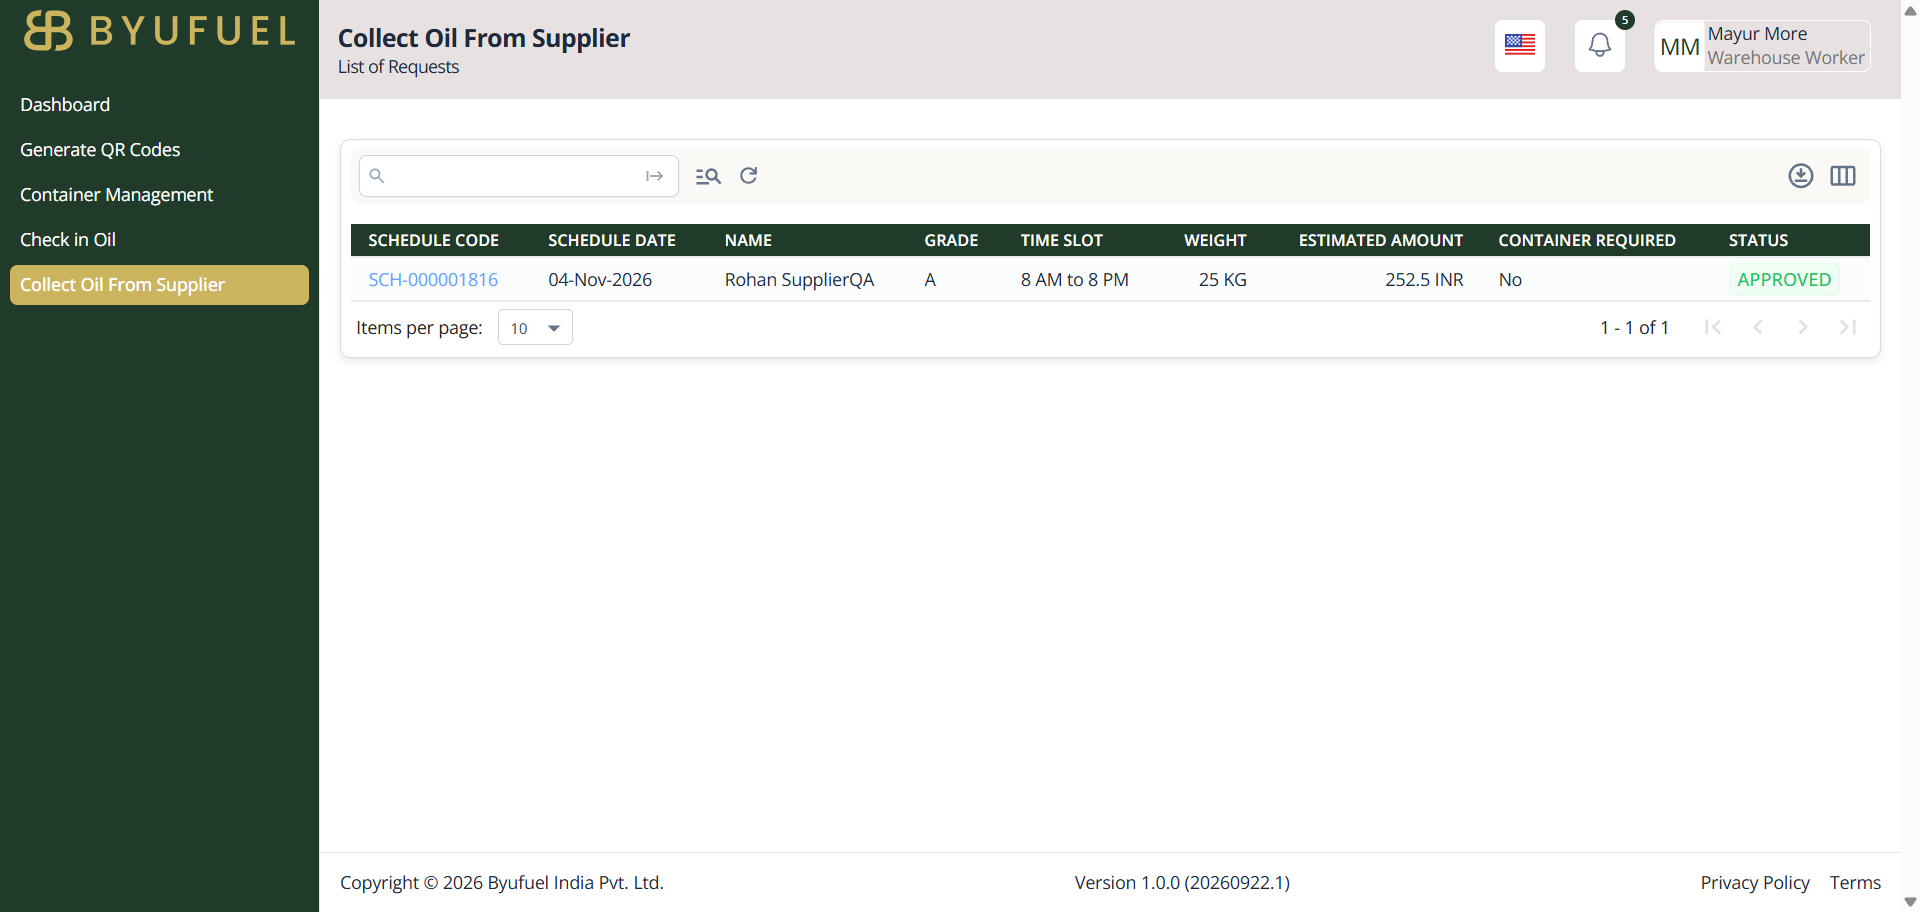 BYUFUEL
Dashboard
Generate QR Codes
Container Management
Check in Oil
Collect Oil From Supplier
Collect Oil From Supplier
List of Requests
5
MM
Mayur More
Warehouse Worker
SCHEDULE CODE SCHEDULE DATE NAME GRADE TIME SLOT WEIGHT ESTIMATED AMOUNT CONTAINER REQUIRED STATUS
SCH-000001816 04-Nov-2026 Rohan SupplierQA A 8 AM to 8 PM 25 KG 252.5 INR No APPROVED
Items per page: 10 1 - 1 of 1
Copyright © 2026 Byufuel India Pvt. Ltd. Version 1.0.0 (20260922.1) Privacy Policy Terms